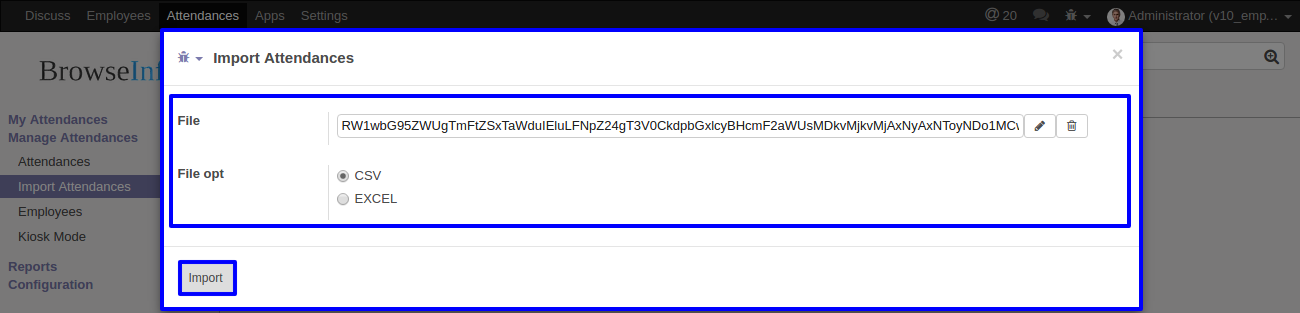 Discuss Employees Attendances Apps Settings @ 20 Administrator (v10_emp...
Import Attendances ×
BrowseInf
File RW1wbG95ZWUgTmFtZSxTaWduIEluLFNpZ24gT3V0CkdpbGxlcyBHcmF2aWUsMDkvMjkvMjAxNyAxNToyNDo1MCw
My Attendances
Manage Attendances
Attendances
Import Attendances
Employees
Kiosk Mode
Reports
Configuration
File opt
CSV
EXCEL
Import